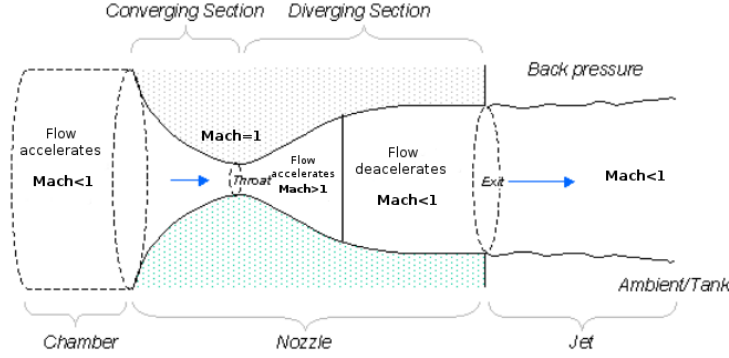 Converging Section
Diverging Section
Back pressure
Flow
accelerates
Mach<1
Mach=1
Throat
Flow
accelerates
Mach>1
Flow
deacelerates
Mach<1
Exit
Mach<1
Ambient/Tank
Chamber
Nozzle
Jet